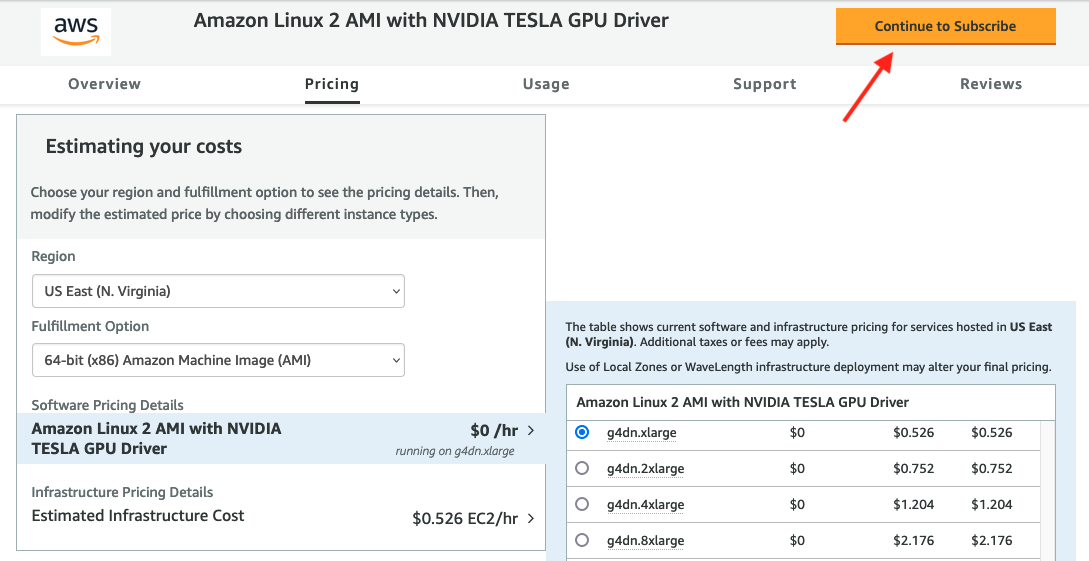 aws
Amazon Linux 2 AMI with NVIDIA TESLA GPU Driver
Continue to Subscribe
Overview
Pricing
Usage
Support
Reviews
Estimating your costs
Choose your region and fulfillment option to see the pricing details. Then,
modify the estimated price by choosing different instance types.
Region
US East (N. Virginia)
Fulfillment Option
64-bit (x86) Amazon Machine Image (AMI)
Software Pricing Details
Amazon Linux 2 AMI with NVIDIA
TESLA GPU Driver
$0 /hr >
running on g4dn.xlarge
Infrastructure Pricing Details
Estimated Infrastructure Cost
$0.526 EC2/hr >
The table shows current software and infrastructure pricing for services hosted in US East
(N. Virginia). Additional taxes or fees may apply.
Use of Local Zones or WaveLength infrastructure deployment may alter your final pricing.
Amazon Linux 2 AMI with NVIDIA TESLA GPU Driver
g4dn.xlarge $0 $0.526 $0.526
g4dn.2xlarge $0 $0.752 $0.752
g4dn.4xlarge $0 $1.204 $1.204
g4dn.8xlarge $0 $2.176 $2.176